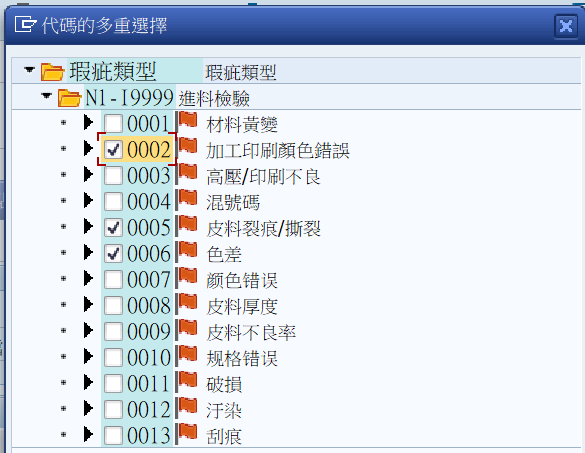 代碼的多重選擇
瑕疵類型 瑕疵類型
N1-I9999 進料檢驗
0001 材料黃變
0002 加工印刷顏色錯誤
0003 高壓/印刷不良
0004 混號碼
0005 皮料裂痕/撕裂
0006 色差
0007 颜色错误
0008 皮料厚度
0009 皮料不良率
0010 规格错误
0011 破損
0012 汙染
0013 刮痕